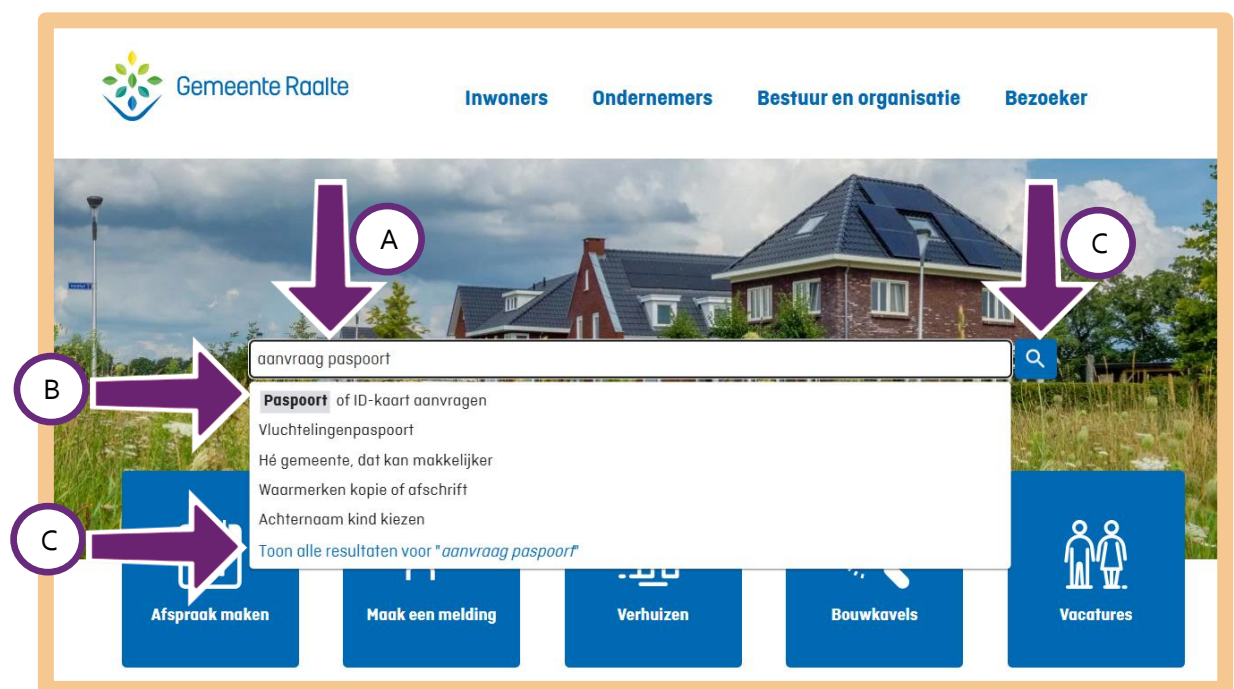 Gemeente Raalte
Inwoners Ondernemers Bestuur en organisatie Bezoeker
A
C
aanvraag paspoort
B
Paspoort of ID-kaart aanvragen
Vluchtelingenpaspoort
Hé gemeente, dat kan makkelijker
Waarmerken kopie of afschrift
Achternaam kind kiezen
C
Toon alle resultaten voor "aanvraag paspoort"
Afspraak maken
Maak een melding
Verhuizen
Bouwkavels
Vacatures